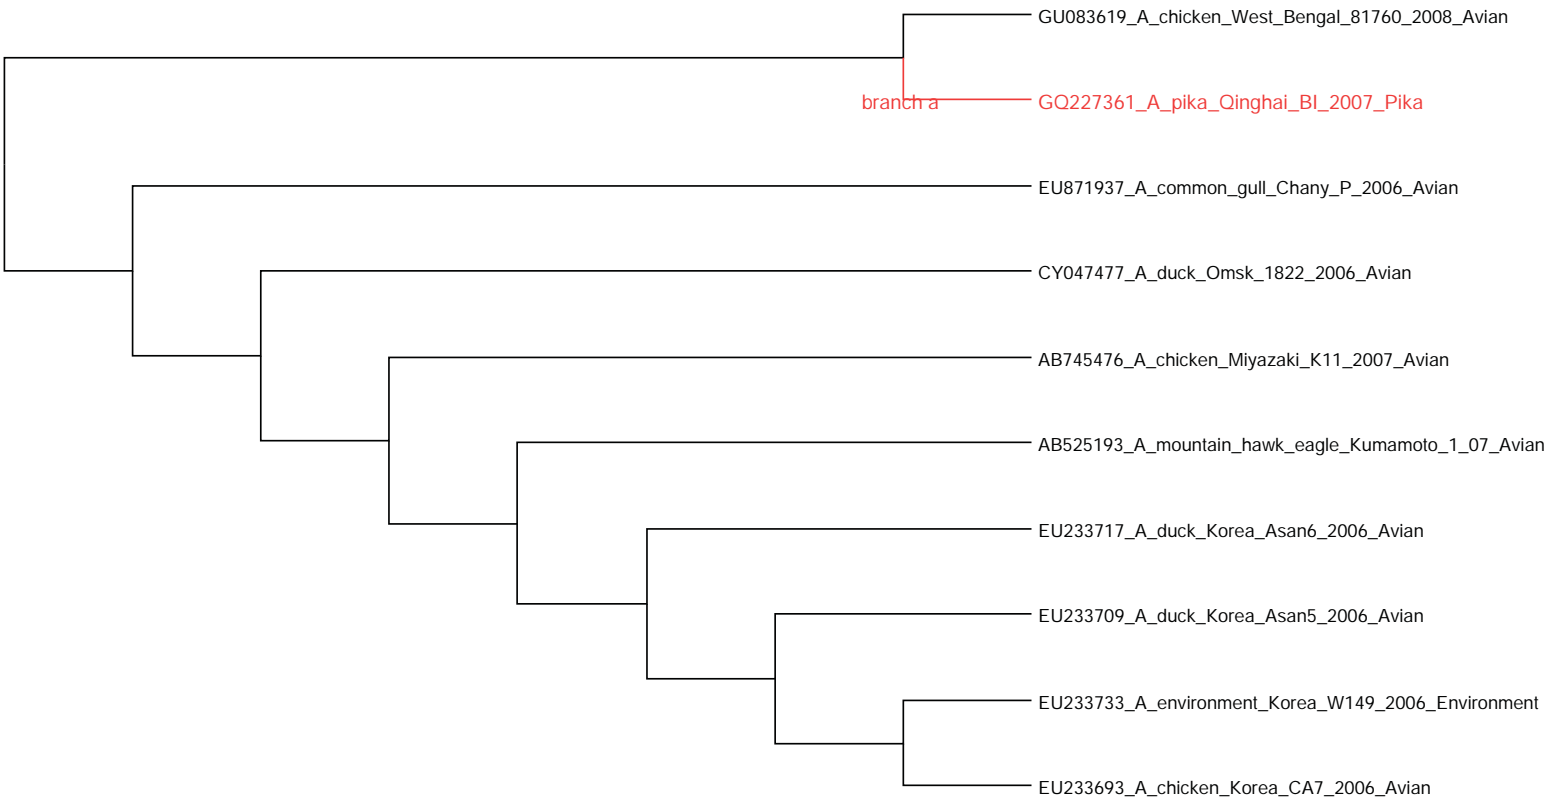 GU083619_A_chicken_West_Bengal_81760_2008_Avian
branch a
GQ227361_A_pika_Qinghai_BI_2007_Pika
EU871937_A_common_gull_Chany_P_2006_Avian
CY047477_A_duck_Omsk_1822_2006_Avian
AB745476_A_chicken_Miyazaki_K11_2007_Avian
AB525193_A_mountain_hawk_eagle_Kumamoto_1_07_Avian
EU233717_A_duck_Korea_Asan6_2006_Avian
EU233709_A_duck_Korea_Asan5_2006_Avian
EU233733_A_environment_Korea_W149_2006_Environment
EU233693_A_chicken_Korea_CA7_2006_Avian